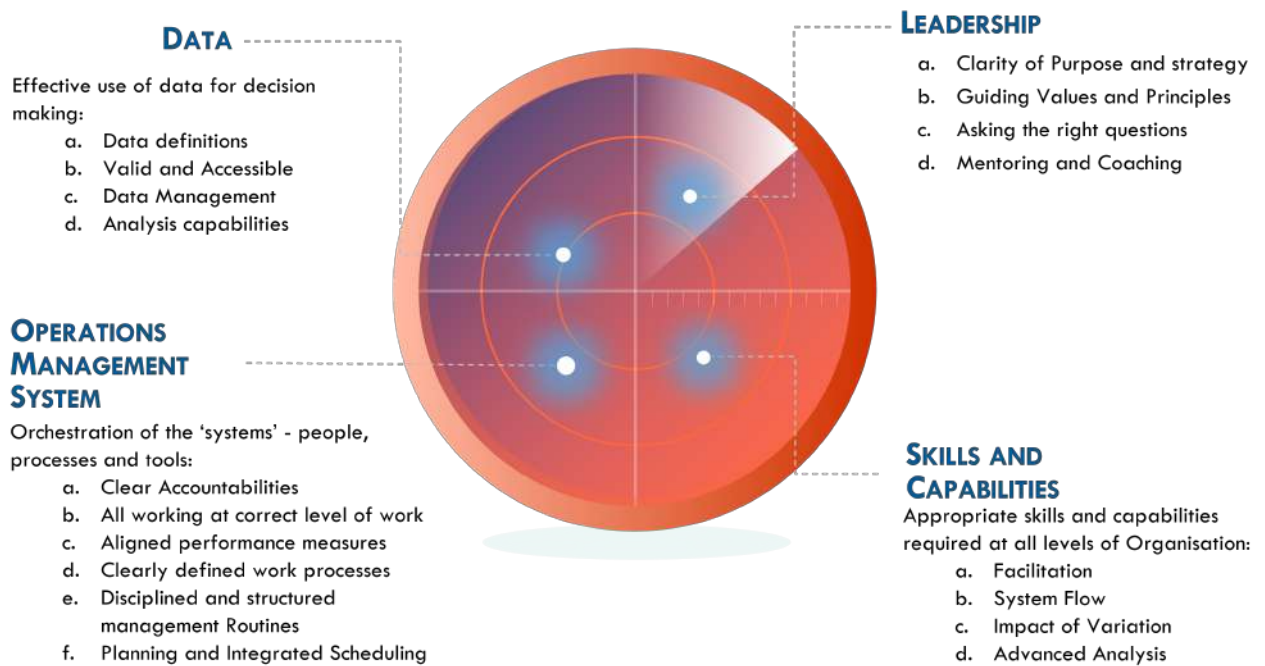 DATA
Effective use of data for decision
making:
a. Data definitions
b. Valid and Accessible
c. Data Management
d. Analysis capabilities
LEADERSHIP
a. Clarity of Purpose and strategy
b. Guiding Values and Principles
c. Asking the right questions
d. Mentoring and Coaching
OPERATIONS
MANAGEMENT
SYSTEM
Orchestration of the ‘systems’ - people,
processes and tools:
a. Clear Accountabilities
b. All working at correct level of work
c. Aligned performance measures
d. Clearly defined work processes
e. Disciplined and structured
management Routines
f. Planning and Integrated Scheduling
SKILLS AND
CAPABILITIES
Appropriate skills and capabilities
required at all levels of Organisation:
a. Facilitation
b. System Flow
c. Impact of Variation
d. Advanced Analysis